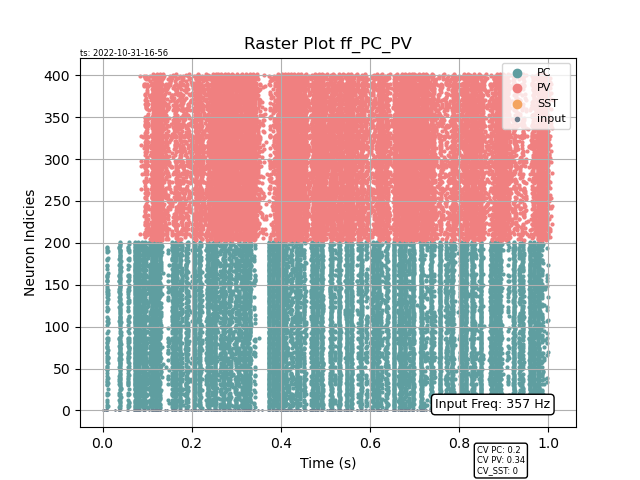 ts: 2022-10-31-16-56
Raster Plot ff_PC_PV
PC
PV
SST
input
400
350
300
250
200
150
100
50
0
Neuron Indicies
Input Freq: 357 Hz
0.0 0.2 0.4 0.6 0.8 1.0
Time (s)
CV PC: 0.2
CV PV: 0.34
CV_SST: 0